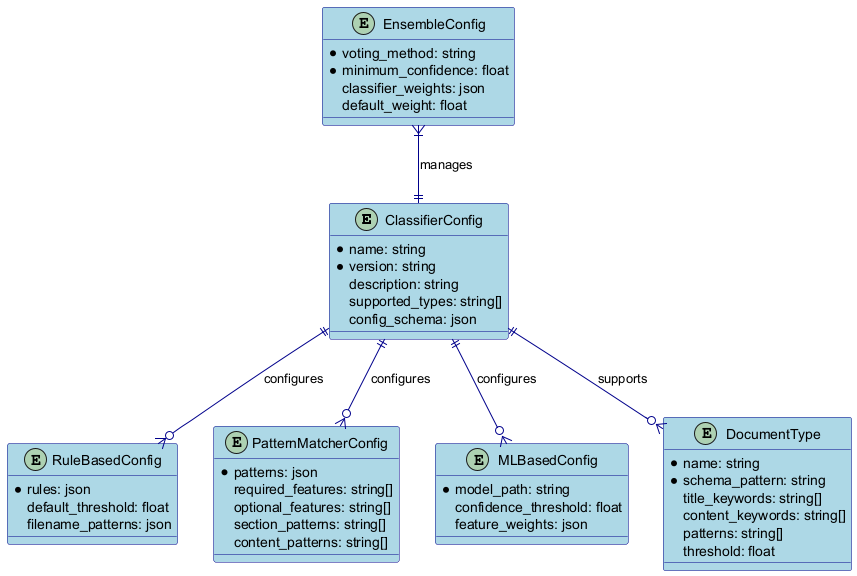 E EnsembleConfig
voting_method: string
minimum_confidence: float
classifier_weights: json
default_weight: float
manages
E ClassifierConfig
name: string
version: string
description: string
supported_types: string[]
config_schema: json
configures
configures
configures
supports
E RuleBasedConfig
rules: json
default_threshold: float
filename_patterns: json
E PatternMatcherConfig
patterns: json
required_features: string[]
optional_features: string[]
section_patterns: string[]
content_patterns: string[]
E MLBasedConfig
model_path: string
confidence_threshold: float
feature_weights: json
E DocumentType
name: string
schema_pattern: string
title_keywords: string[]
content_keywords: string[]
patterns: string[]
threshold: float